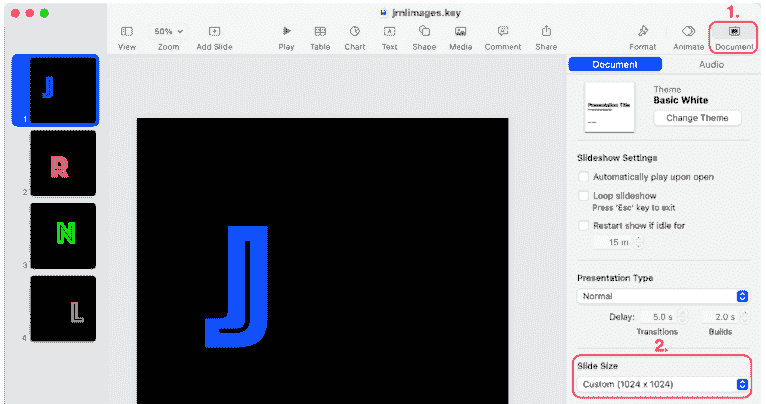 jrnlimages.key
1.
50%
View
Zoom
Add Slide
Play
Table
Chart
Text
Shape
Media
Comment
Share
Format
Animate
Document
Document
Audio
J
1
R
2
N
3
L
4
J
Presentation Title
Theme
Basic White
Change Theme
Slideshow Settings
Automatically play upon open
Loop slideshow
Press 'Esc' key to exit
Restart show if idle for
15 m
Presentation Type
Normal
Delay:
5.0 s
2.0 s
Transitions
Builds
2.
Slide Size
Custom (1024 x 1024)